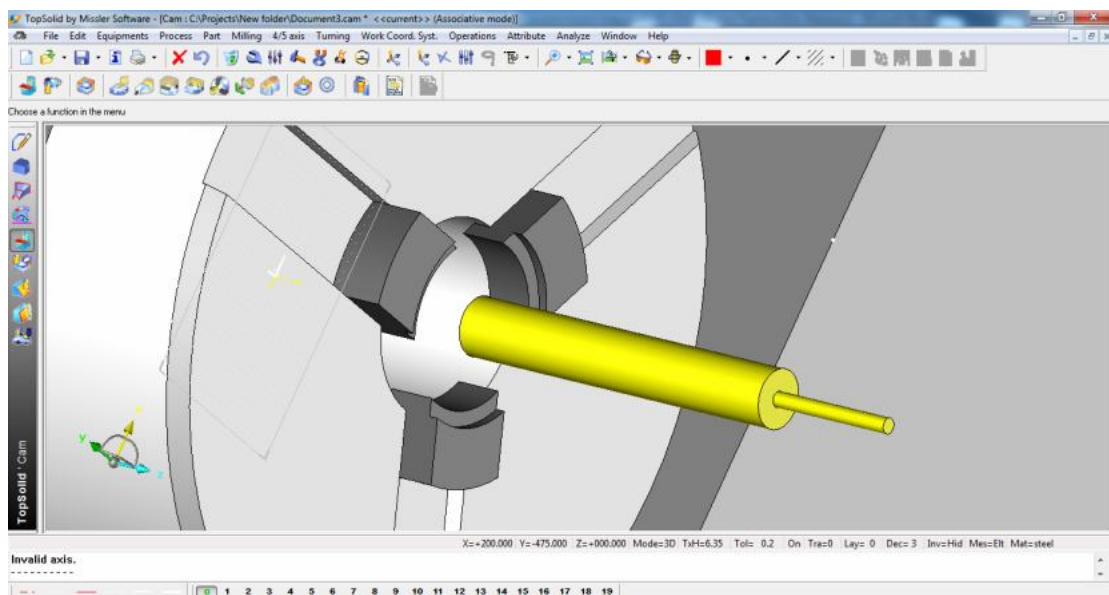 TopSolid by Missler Software - [Cam : C:\Projects\New folder\Document3.cam * <<current>> (Associative mode)]
File Edit Equipments Process Part Milling 4/5 axis Turning Work Coord. Syst. Operations Attribute Analyze Window Help
Choose a function in the menu
x
y
z
TopSolid'Cam
X=+200.000 Y=-475.000 Z=+000.000 Mode=3D TxH=6.35 Tol= 0.2 On Tra=0 Lay= 0 Dec= 3 Inv=Hid Mes=Elt Mat=steel
Invalid axis.
----------
0 1 2 3 4 5 6 7 8 9 10 11 12 13 14 15 16 17 18 19